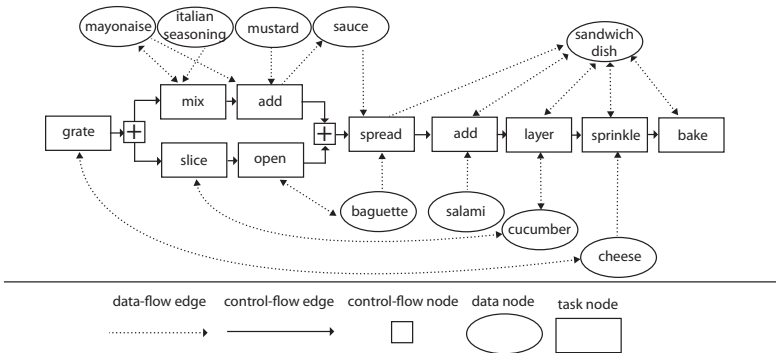 mayonaise
italian
seasoning
mustard
sauce
sandwich
dish
mix
add
grate
+
+
spread
add
layer
sprinkle
bake
slice
open
baguette
salami
cucumber
cheese
data-flow edge
control-flow edge
control-flow node
data node
task node